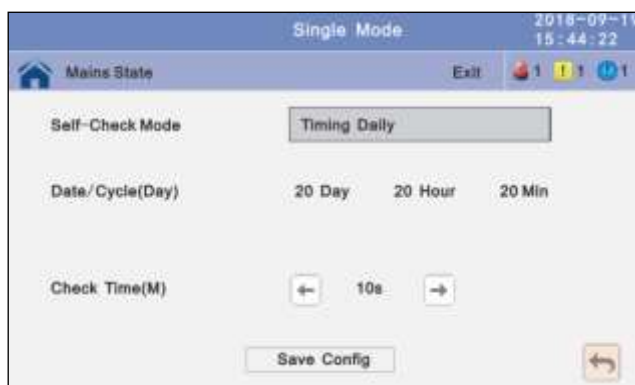 Single Mode
2018-09-19
15:44:22
Mains State Exit 1 1 1
Self-Check Mode Timing Daily
Date/Cycle(Day) 20 Day 20 Hour 20 Min
Check Time(M) 10s
Save Config